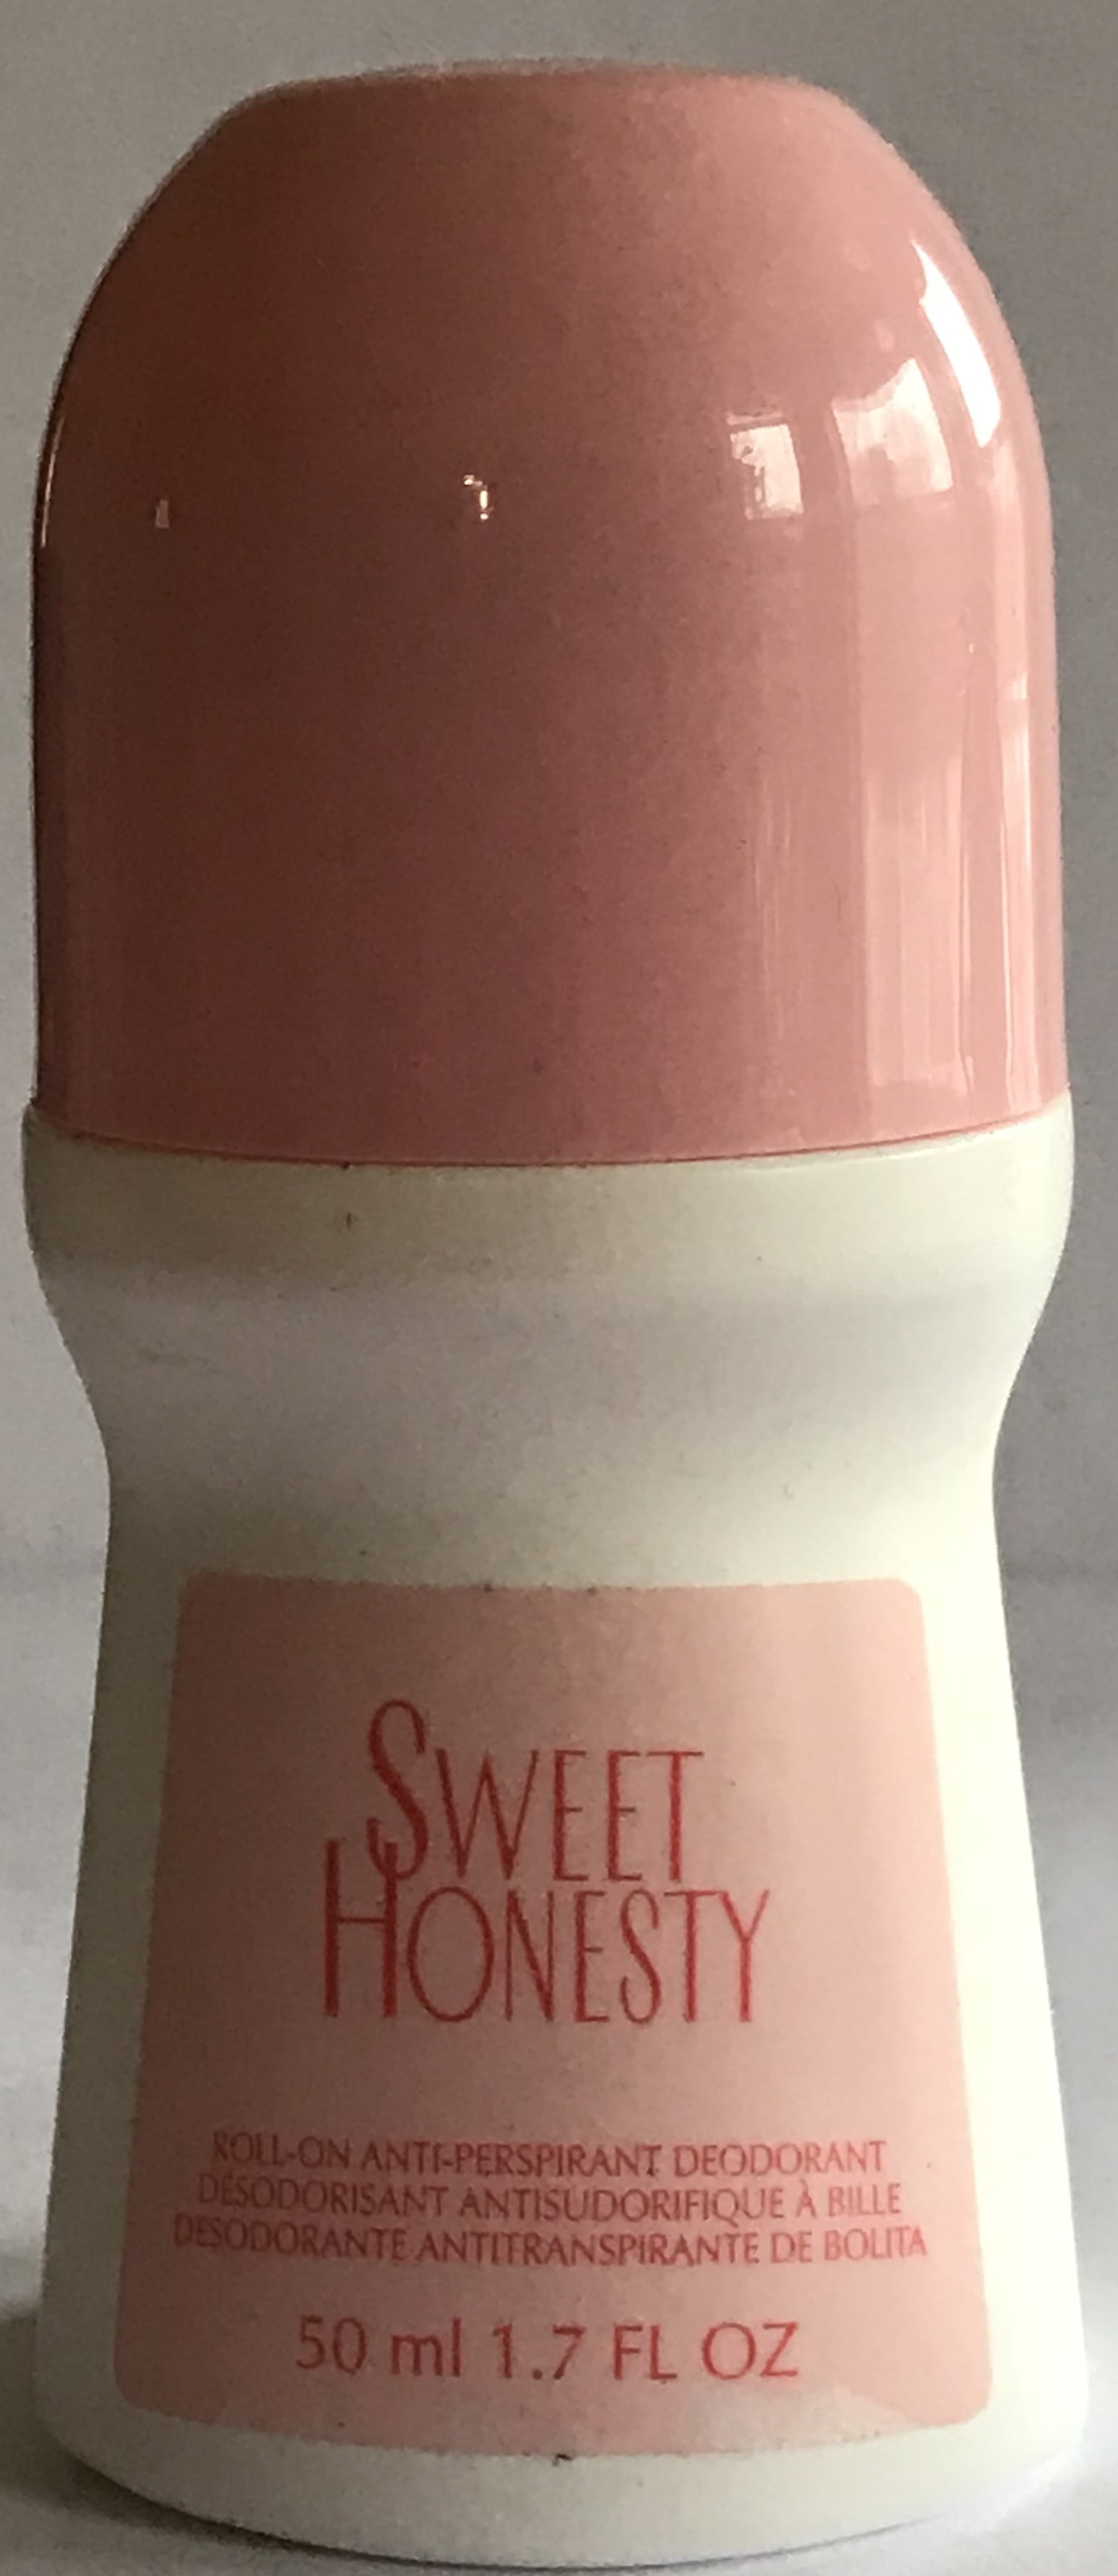 SWEET
HONESTY
ROLL-ON ANTI-PERSPIRANT DEODORANT
DÉSODORISANT ANTISUDORIFIQUE À BILLE
DESODORANTE ANTITRANSPIRANTE DE BOLITA
50 ml 1.7 FL OZ